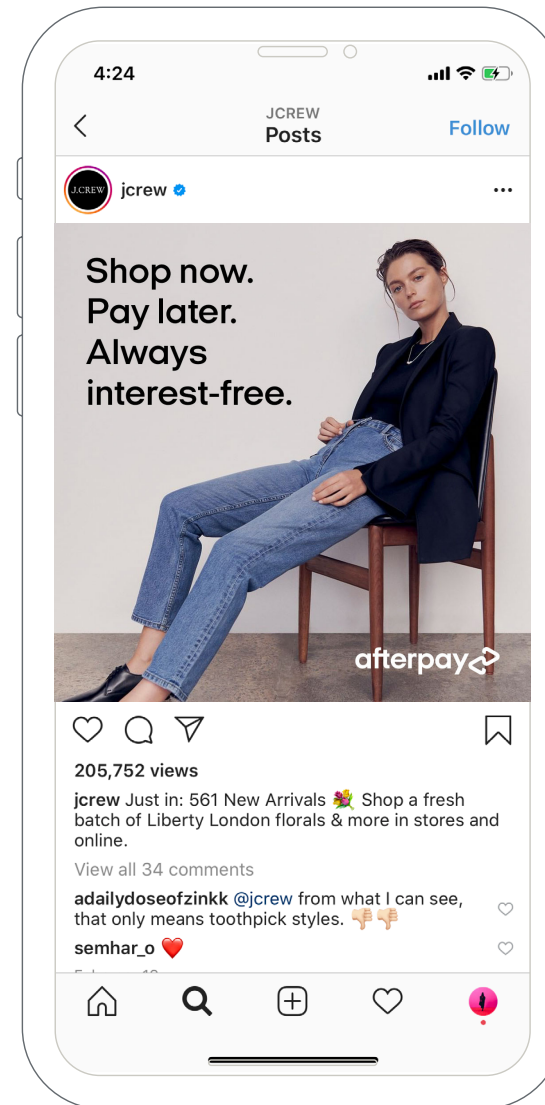 4:24
JCREW
Posts
Follow
J.CREW
jcrew
Shop now.
Pay later.
Always
interest-free.
afterpay
205,752 views
jcrew Just in: 561 New Arrivals 💐 Shop a fresh
batch of Liberty London florals & more in stores and
online.
View all 34 comments
adailydoseofzinkk @jcrew from what I can see,
that only means toothpick styles. 👎🏻👎🏻
semhar_o ❤️